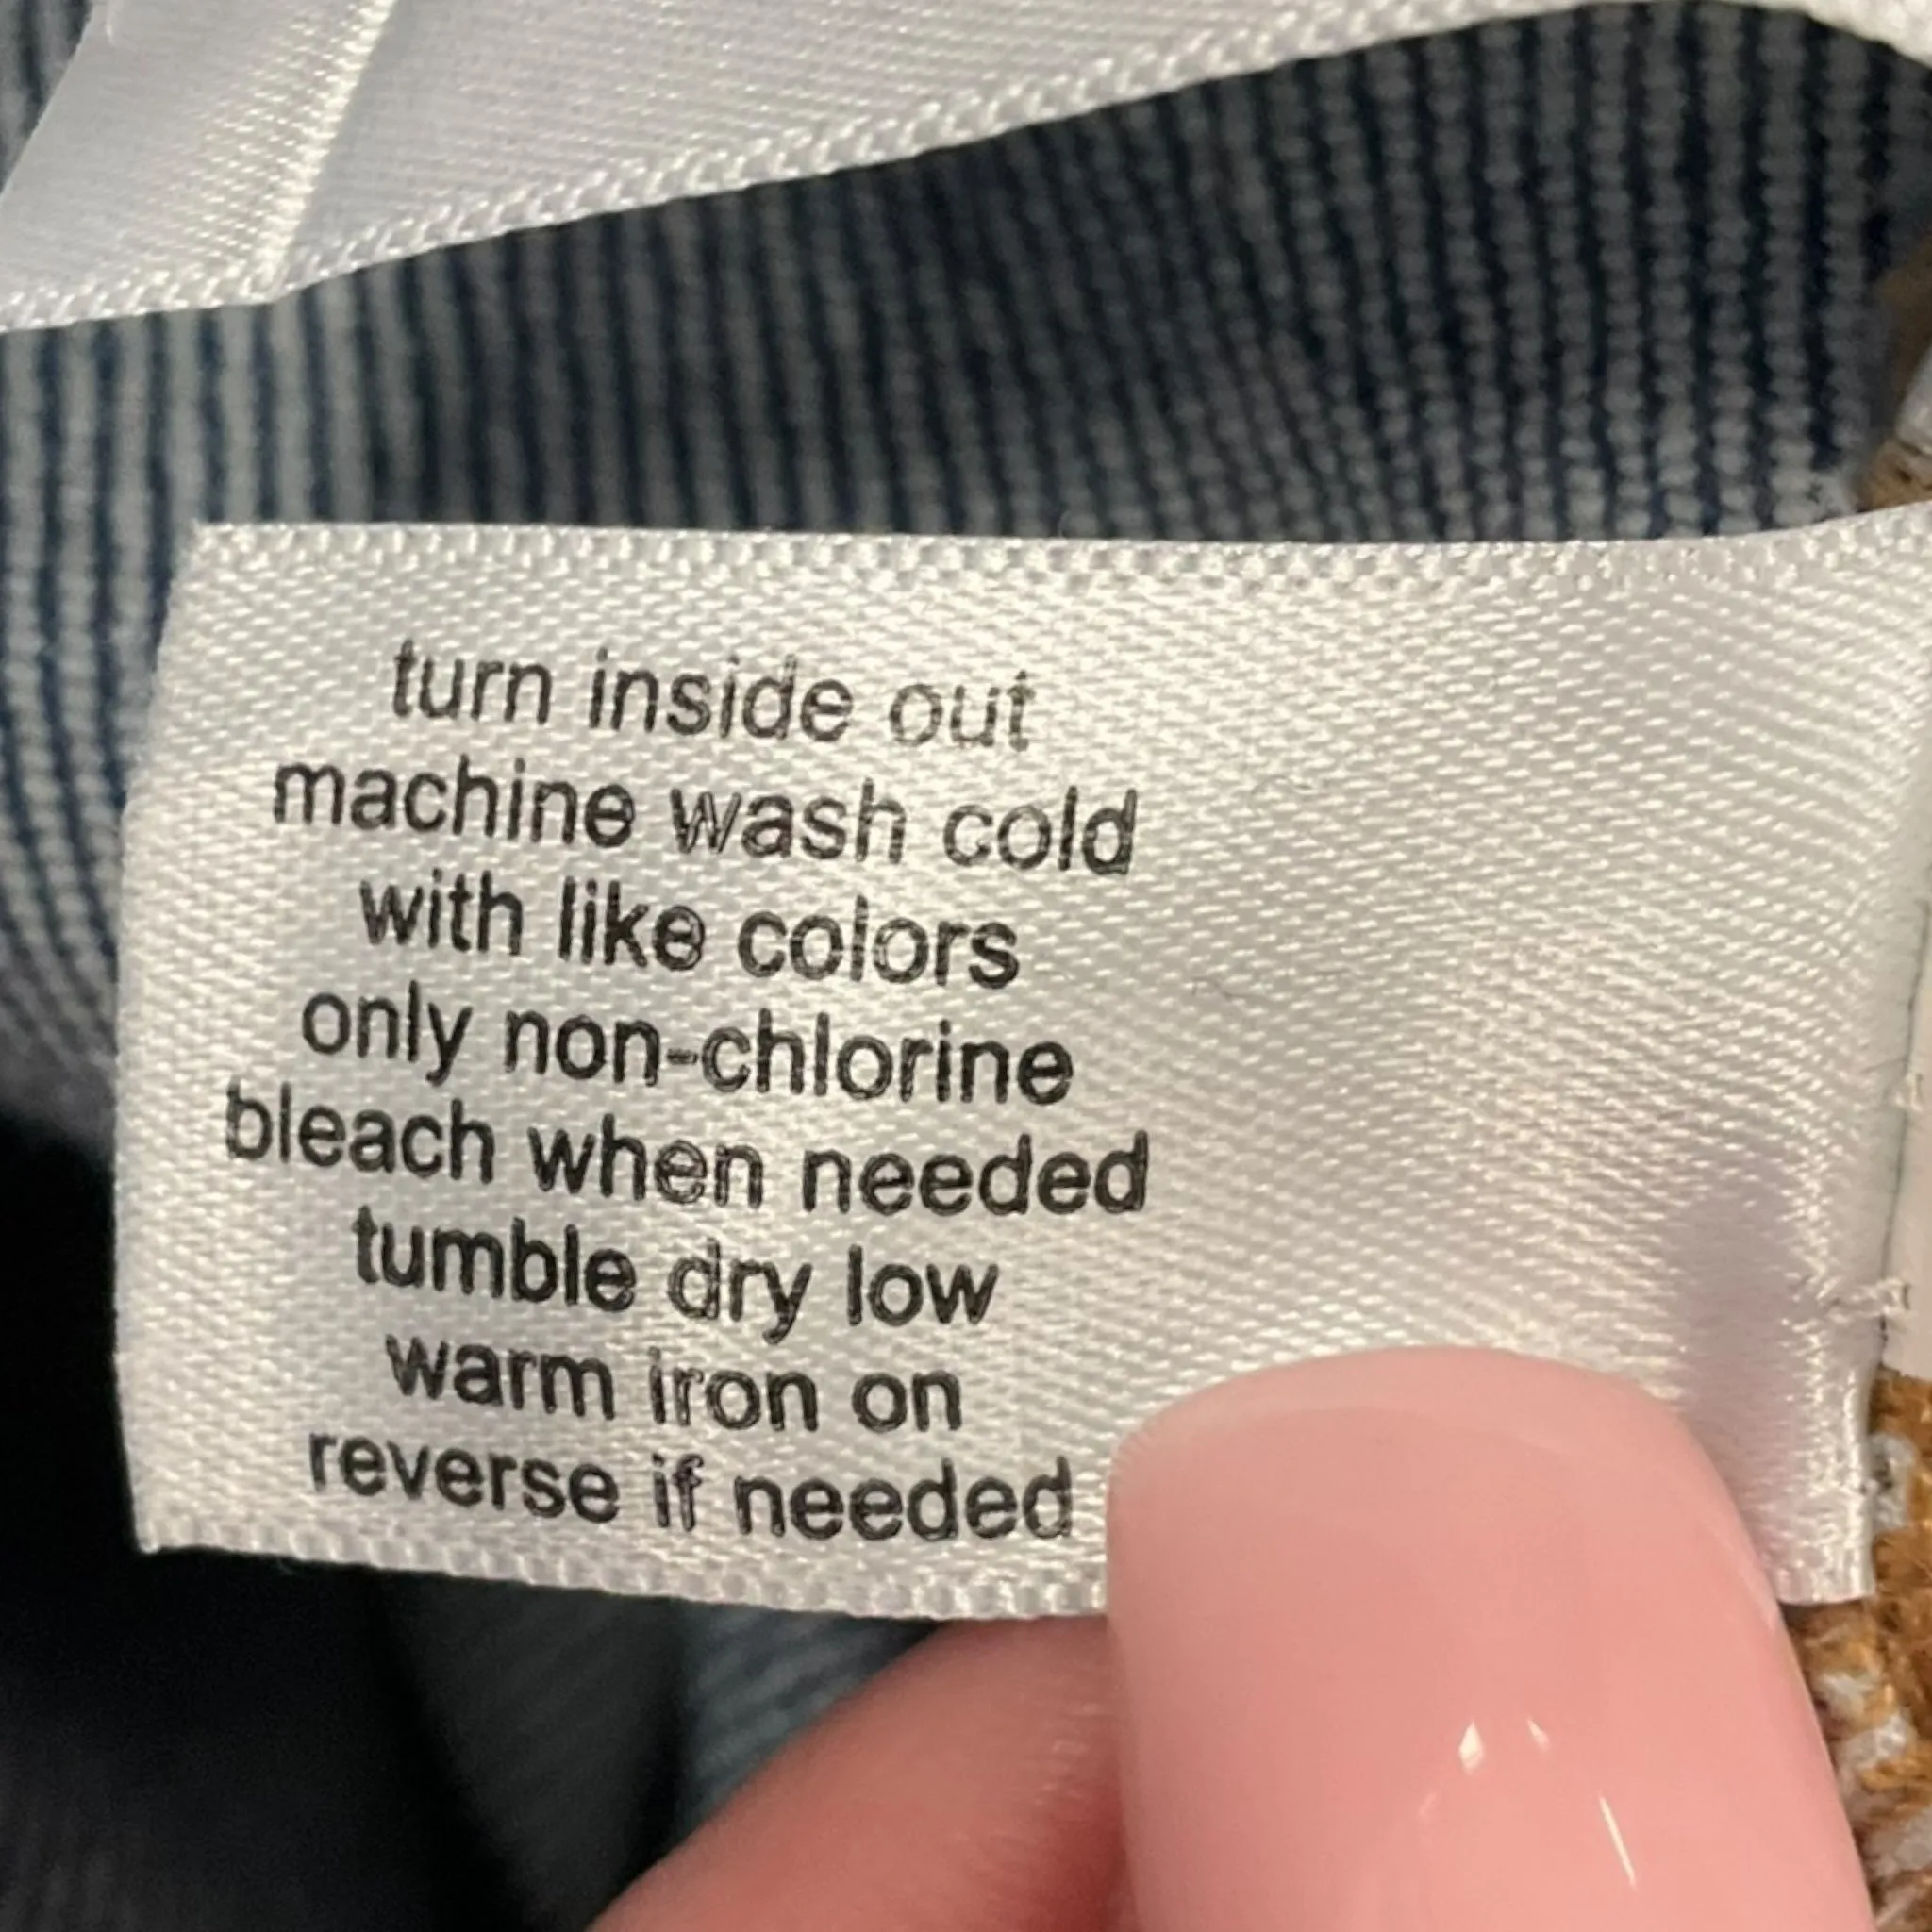 turn inside out
machine wash cold
with like colors
only non-chlorine
bleach when needed
tumble dry low
warm iron on
reverse if needed